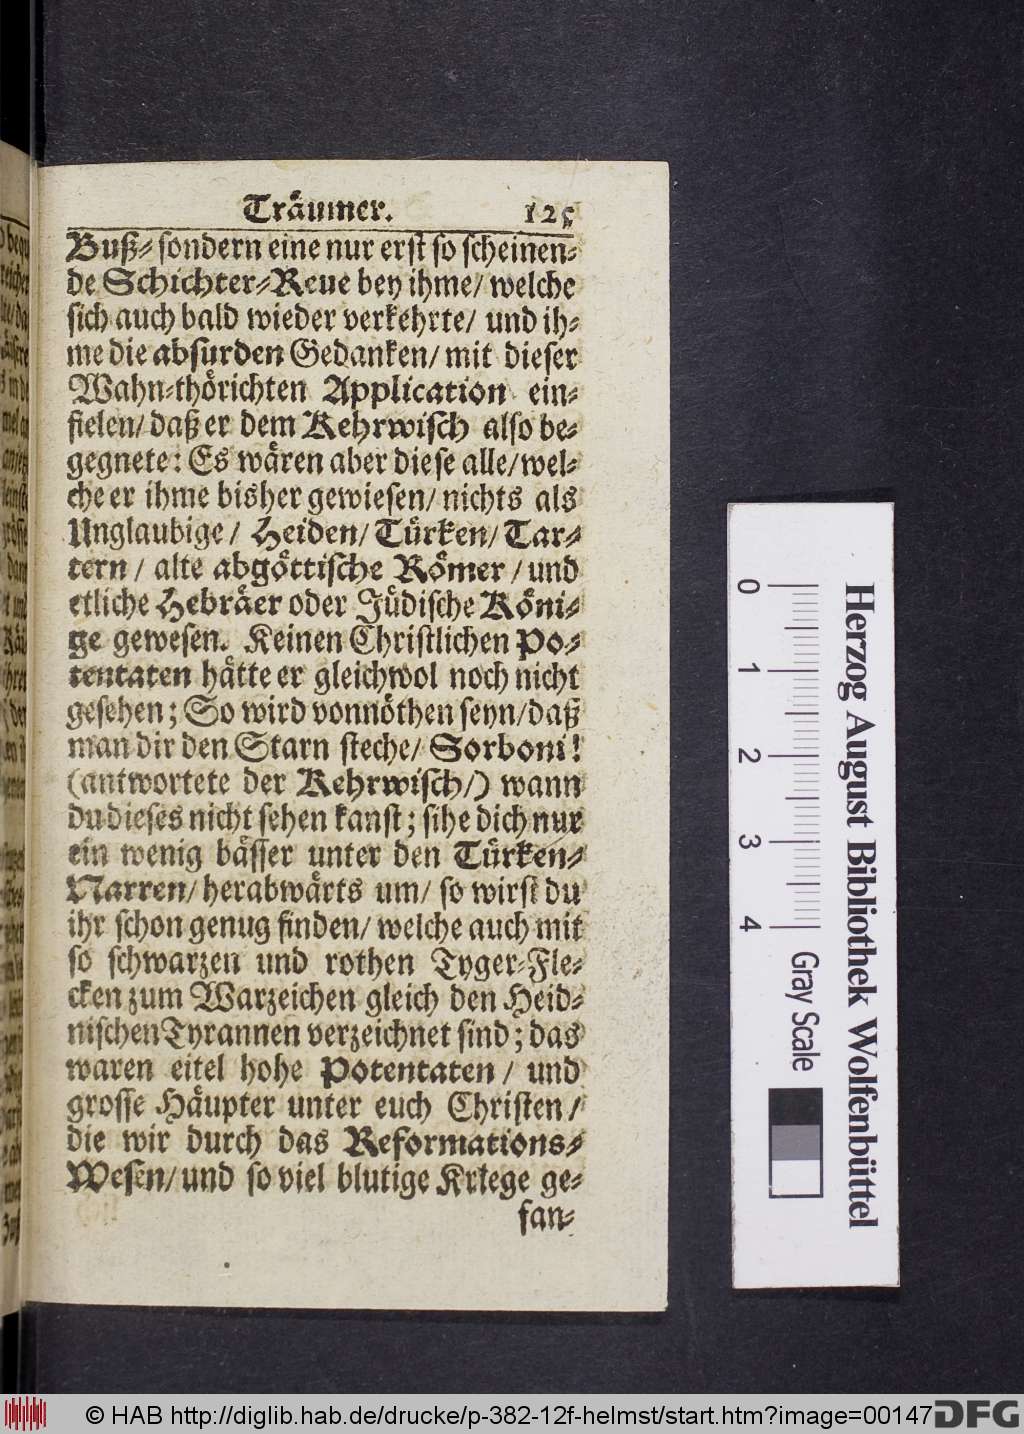 Träumer. 125
Buß- sondern eine nur erst so scheinen-
de Schichter-Reue bey ihme/ welche
sich auch bald wieder verkehrte/ und ih-
me die absurden Gedanken/ mit dieser
Wahn-thörichten Application ein-
fielen/ daß er dem Kehrwisch also be-
gegnete: Es wären aber diese alle/ wel-
che er ihme bisher gewiesen/ nichts als
Unglaubige/ Heiden/ Türken/ Tar-
tern/ alte abgöttische Römer/ und
etliche Hebräer oder Jüdische Köni-
ge gewesen. Keinen Christlichen Po-
tentaten hätte er gleichwol noch nicht
gesehen; So wird vonnöthen seyn/ daß
man dir den Starn steche/ Sorboni!
(antwortete der Kehrwisch/) wann
du dieses nicht sehen kanst; sihe dich nur
ein wenig bässer unter den Türken-
Narren/ herabwärts um/ so wirst du
ihr schon genug finden/ welche auch mit
so schwarzen und rothen Tyger-Fle-
cken zum Warzeichen gleich den Heid-
nischen Tyrannen verzeichnet sind; das
waren eitel hohe Potentaten/ und
grosse Häupter unter euch Christen/
die wir durch das Reformations-
Wesen/ und so viel blutige Kriege ge-
fan-
Herzog August Bibliothek Wolfenbüttel
0 1 2 3 4 Gray Scale
© HAB http://diglib.hab.de/drucke/p-382-12f-helmst/start.htm?image=00147
DFG